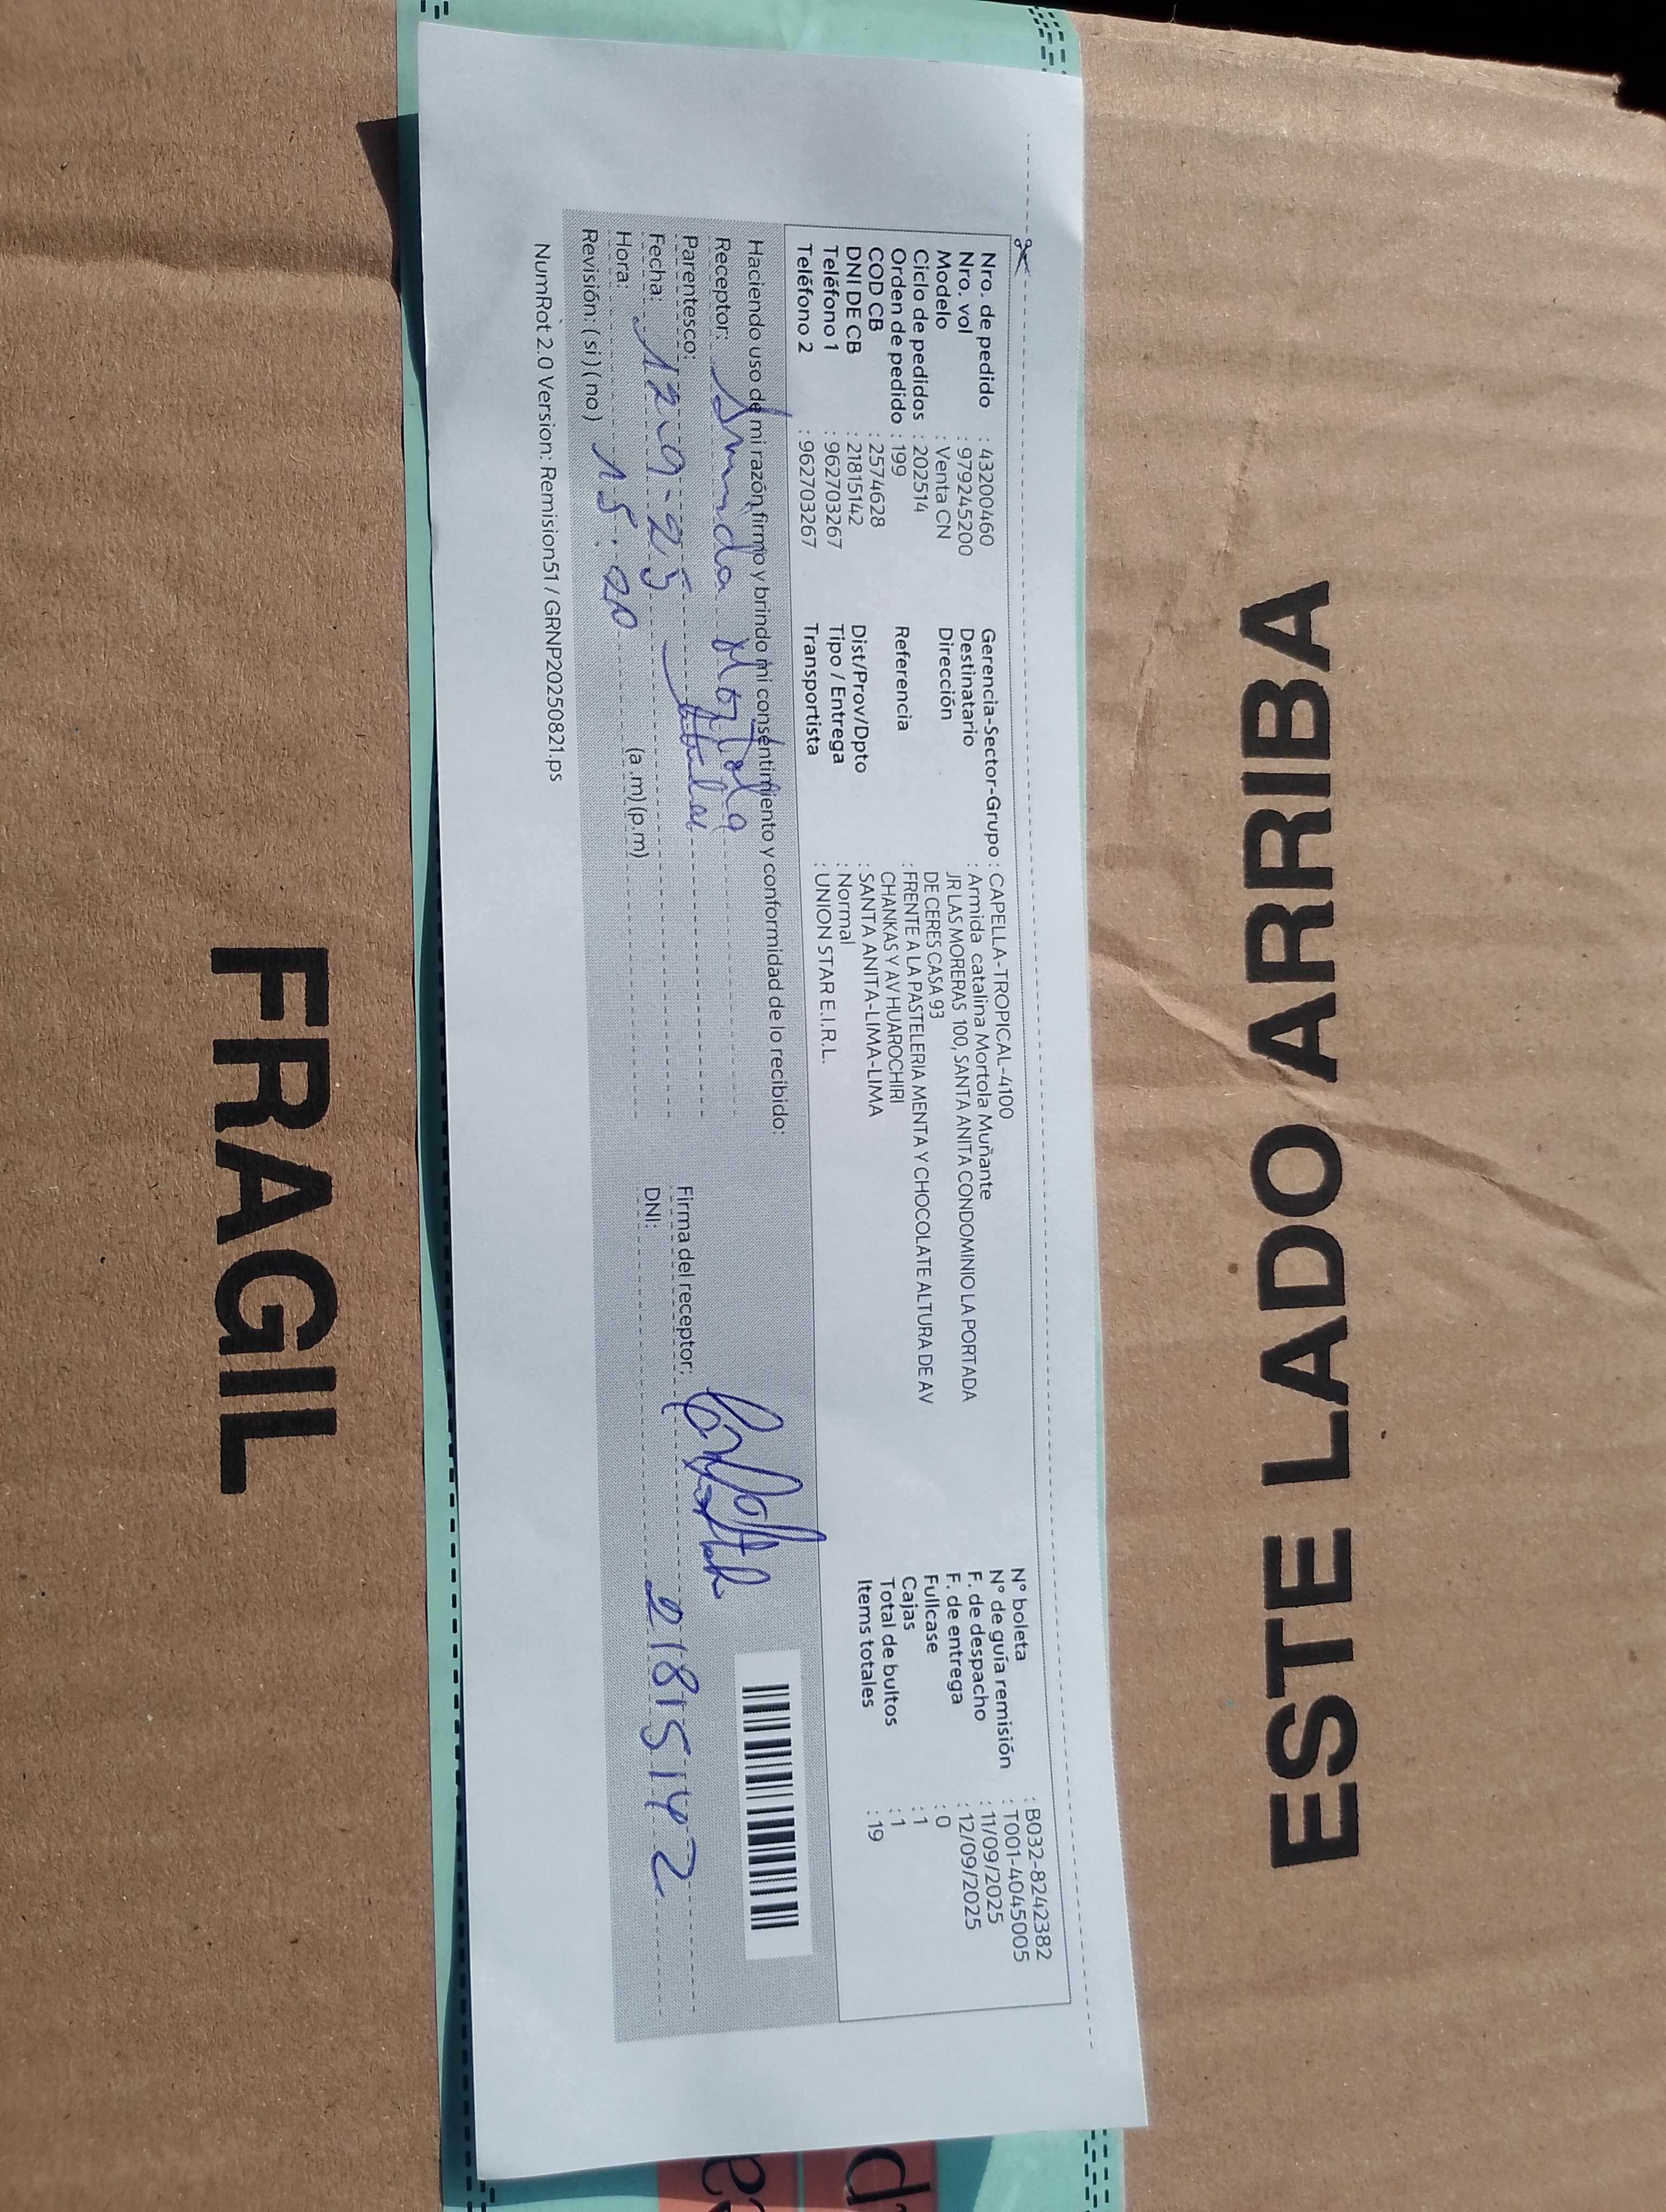 ESTE LADO ARRIBA
Nro. de pedido : 43200460
Nro. vol : 979245200
Modelo : Venta CN
Ciclo de pedidos : 202514
Orden de pedido : 199
COD CB : 2574628
DNI DE CB : 21815142
Teléfono 1 : 962703267
Teléfono 2 : 962703267
Gerencia-Sector-Grupo : CAPELLA-TROPICAL-4100
Destinatario : Armida catalina Mortola Muñante
Dirección JR LAS MORERAS 100, SANTA ANITA CONDOMINIO LA PORTADA
DE CERES CASA 93
Referencia : FRENTE A LA PASTELERIA MENTA Y CHOCOLATE ALTURA DE AV
CHANKAS Y AV HUAROCHIRI
Dist/Prov/Dpto : SANTA ANITA-LIMA-LIMA
Tipo / Entrega : Normal
Transportista : UNION STAR E.I.R.L.
N° boleta : B032-8242382
N° de guía remisión : T001-4045005
F. de despacho : 11/09/2025
F. de entrega : 12/09/2025
Fullcase : 0
Cajas : 1
Total de bultos : 1
Items totales : 19
Haciendo uso de mi razón, firmo y brindo mi consentimiento y conformidad de lo recibido:
Receptor: Armida Mortola
Parentesco: titular
Fecha: 12-9-25
Hora: (a.m) (p.m)
Revisión: (si) (no) 15:20
Firma del receptor:
DNI: 21815142
NumRot 2.0 Version: Remision51 / GRNP20250821.ps
FRAGIL